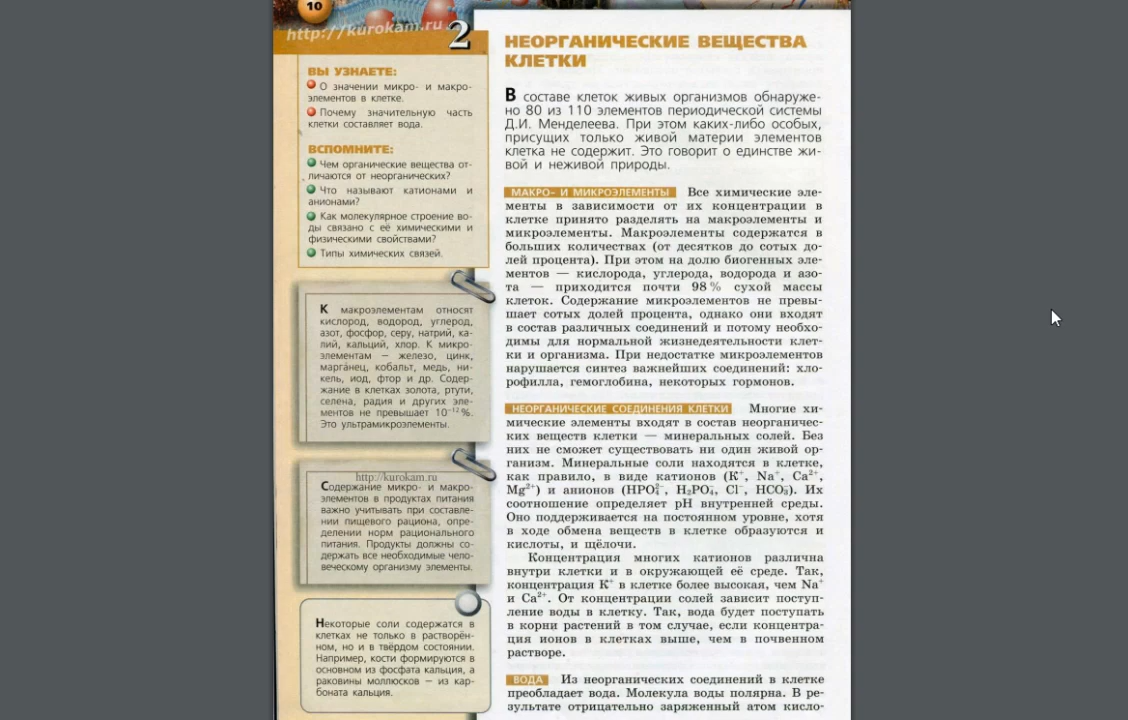 10
http://kurokam.ru
2
ВЫ УЗНАЕТЕ:
О значении микро- и макро-
элементов в клетке.
Почему значительную часть
клетки составляет вода.
ВСПОМНИТЕ:
Чем органические вещества от-
личаются от неорганических?
Что называют катионами и
анионами?
Как молекулярное строение во-
ды связано с её химическими и
физическими свойствами?
Типы химических связей.
К макроэлементам относят
кислород, водород, углерод,
азот, фосфор, серу, натрий, ка-
лий, кальций, хлор. К микро-
элементам – железо, цинк,
марга́нец, кобальт, медь, ни-
кель, иод, фтор и др. Содер-
жание в клетках золота, ртути,
селена, радия и других эле-
ментов не превышает 10⁻¹²%.
Это ультрамикроэлементы.
http://kurokam.ru
Содержание микро- и макро-
элементов в продуктах питания
важно учитывать при составле-
нии пищевого рациона, опре-
делении норм рационального
питания. Продукты должны со-
держать все необходимые чело-
веческому организму элементы.
Некоторые соли содержатся в
клетках не только в растворён-
ном, но и в твёрдом состоянии.
Например, кости формируются в
основном из фосфата кальция, а
раковины моллюсков – из кар-
боната кальция.
НЕОРГАНИЧЕСКИЕ ВЕЩЕСТВА
КЛЕТКИ
В составе клеток живых организмов обнаруже-
но 80 из 110 элементов периодической системы
Д.И. Менделеева. При этом каких-либо особых,
присущих только живой материи элементов
клетка не содержит. Это говорит о единстве жи-
вой и неживой природы.
МАКРО- И МИКРОЭЛЕМЕНТЫ Все химические эле-
менты в зависимости от их концентрации в
клетке принято разделять на макроэлементы и
микроэлементы. Макроэлементы содержатся в
больших количествах (от десятков до сотых до-
лей процента). При этом на долю биогенных эле-
ментов — кислорода, углерода, водорода и азо-
та — приходится почти 98 % сухой массы
клеток. Содержание микроэлементов не превы-
шает сотых долей процента, однако они входят
в состав различных соединений и потому необхо-
димы для нормальной жизнедеятельности клет-
ки и организма. При недостатке микроэлементов
нарушается синтез важнейших соединений: хло-
рофилла, гемоглобина, некоторых гормонов.
НЕОРГАНИЧЕСКИЕ СОЕДИНЕНИЯ КЛЕТКИ Многие хи-
мические элементы входят в состав неорганичес-
ких веществ клетки — минеральных солей. Без
них не сможет существовать ни один живой ор-
ганизм. Минеральные соли находятся в клетке,
как правило, в виде катионов (K⁺, Na⁺, Ca²⁺,
Mg²⁺) и анионов (HPO₄²⁻, H₂PO₄⁻, Cl⁻, HCO₃⁻). Их
соотношение определяет pH внутренней среды.
Оно поддерживается на постоянном уровне, хотя
в ходе обмена веществ в клетке образуются и
кислоты, и щёлочи.
Концентрация многих катионов различна
внутри клетки и в окружающей её среде. Так,
концентрация K⁺ в клетке более высокая, чем Na⁺
и Ca²⁺. От концентрации солей зависит поступ-
ление воды в клетку. Так, вода будет поступать
в корни растений в том случае, если концентра-
ция ионов в клетках выше, чем в почвенном
растворе.
ВОДА Из неорганических соединений в клетке
преобладает вода. Молекула воды полярна. В ре-
зультате отрицательно заряженный атом кисло-